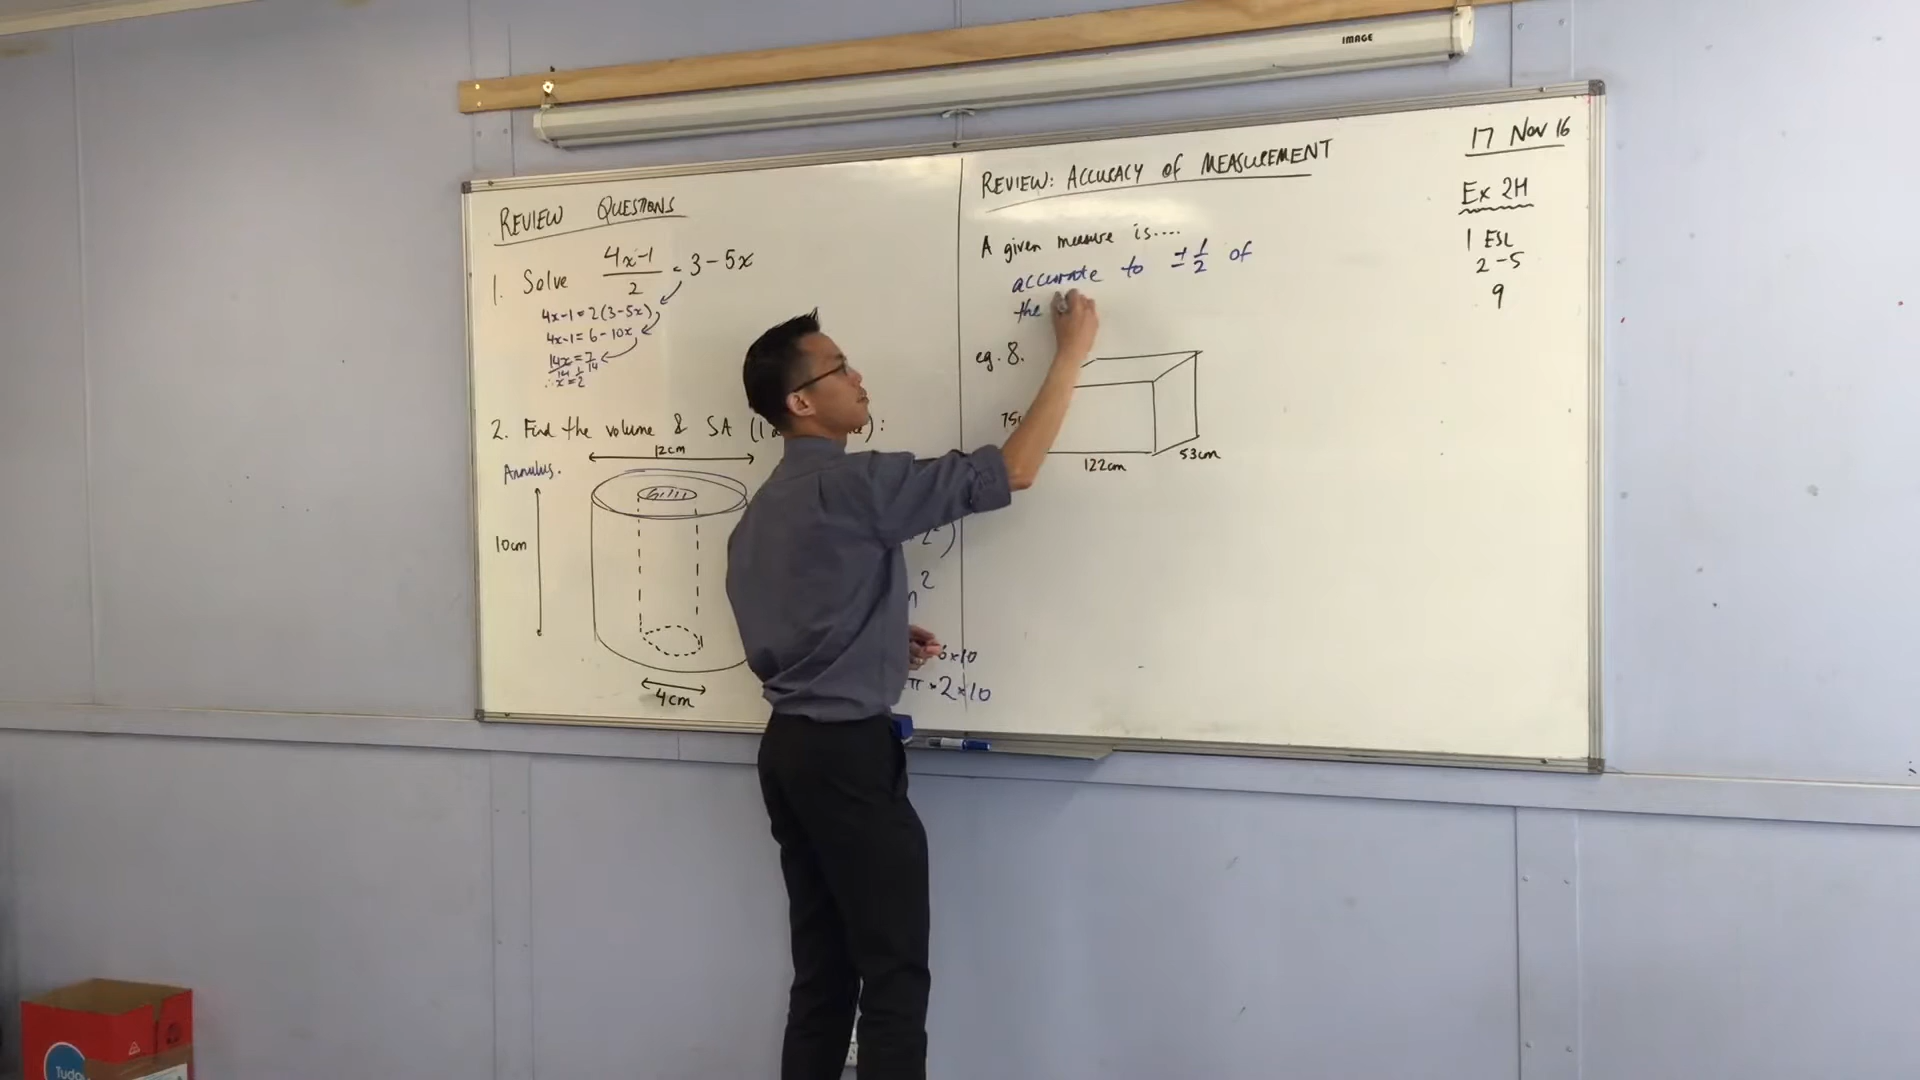 IMAGE
REVIEW QUESTIONS
1. Solve (4x-1)/2 = 3-5x
4x-1=2(3-5x)
4x-1=6-10x
14x=7
14 14
∴x=1/2
2. Find the volume & SA (1
):
12cm
Annulus.
10cm
4cm
2)
2
6×10
π×2×10
REVIEW: ACCURACY of MEASUREMENT
A given measure is....
accurate to ±1/2 of
the
eg. 8.
75
122cm
53cm
17 Nov 16
Ex 2H
1 ESL
2-5
9